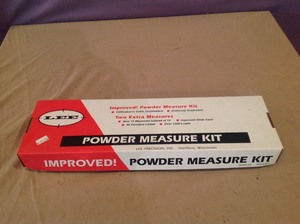 LEE
Improved! Powder Measure Kit
Two Extra Measures
POWDER MEASURE KIT
LEE PRECISION, INC. Hartford, Wisconsin
IMPROVED! POWDER MEASURE KIT